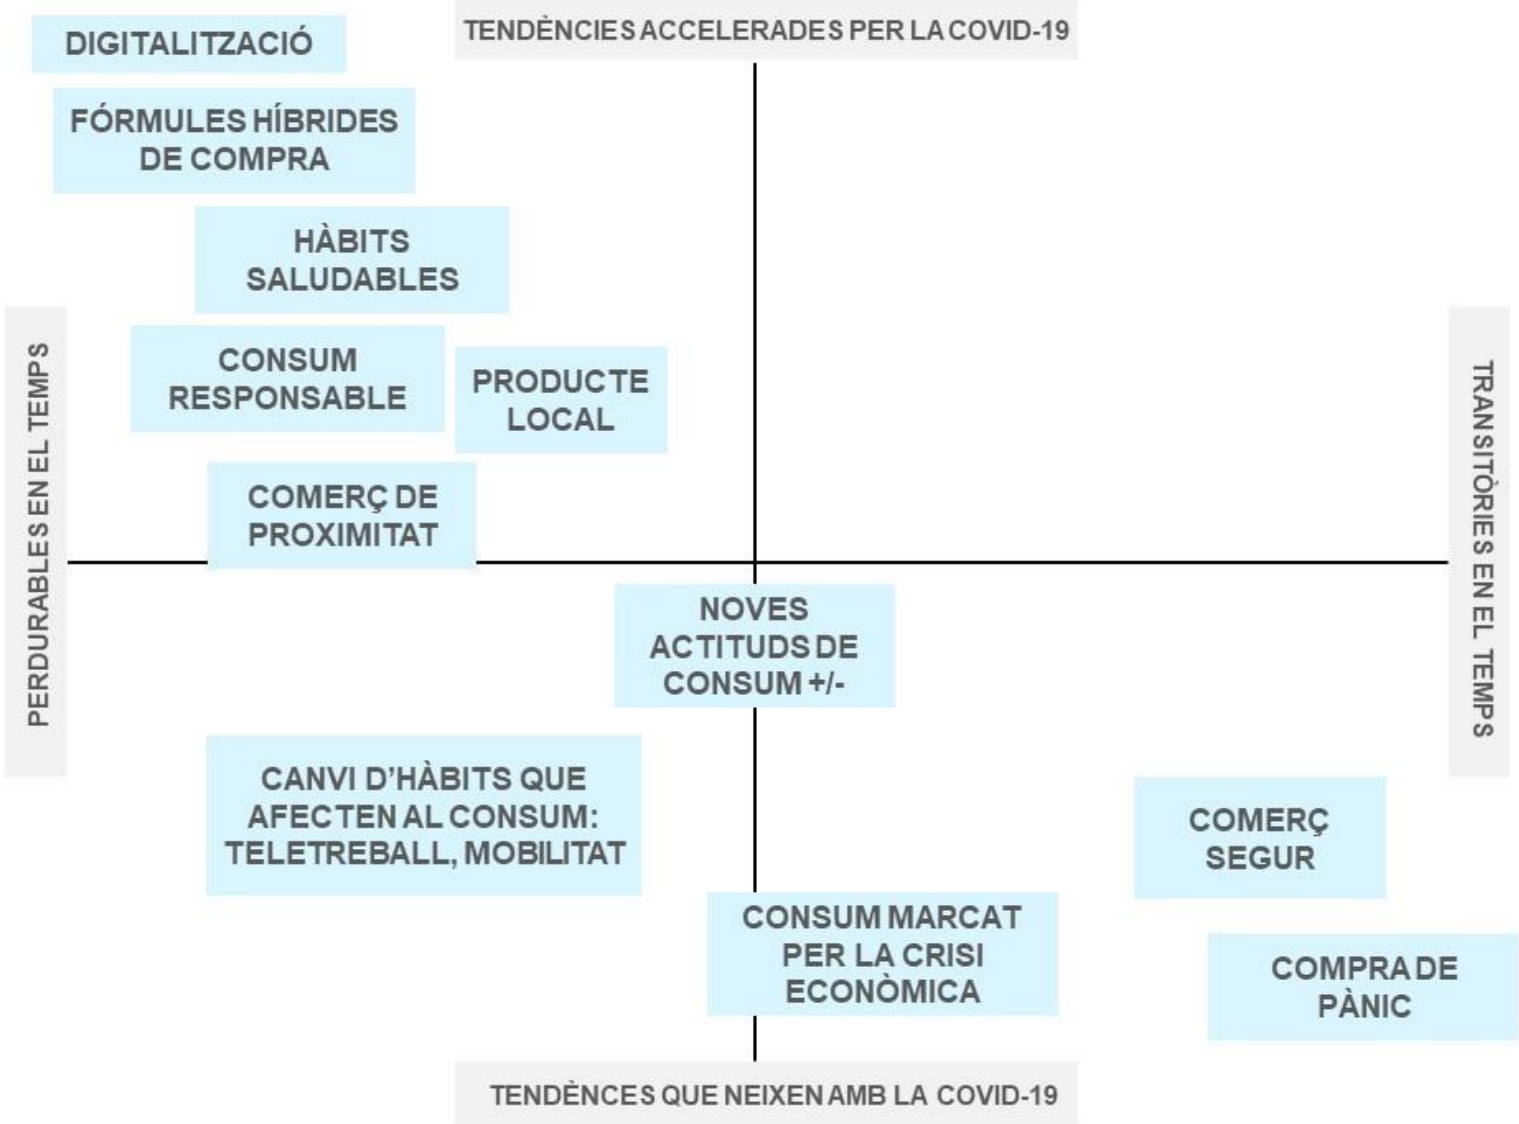 TENDÈNCIES ACCELERADES PER LA COVID-19
DIGITALITZACIÓ
FÓRMULES HÍBRIDES
DE COMPRA
HÀBITS
SALUDABLES
CONSUM
RESPONSABLE
PRODUCTE
LOCAL
COMERÇ DE
PROXIMITAT
PERDURABLES EN EL TEMPS
TRANSITÒRIES EN EL TEMPS
NOVES
ACTITUDS DE
CONSUM +/-
CANVI D'HÀBITS QUE
AFECTEN AL CONSUM:
TELETREBALL, MOBILITAT
COMERÇ
SEGUR
CONSUM MARCAT
PER LA CRISI
ECONÒMICA
COMPRA DE
PÀNIC
TENDÈNCES QUE NEIXEN AMB LA COVID-19